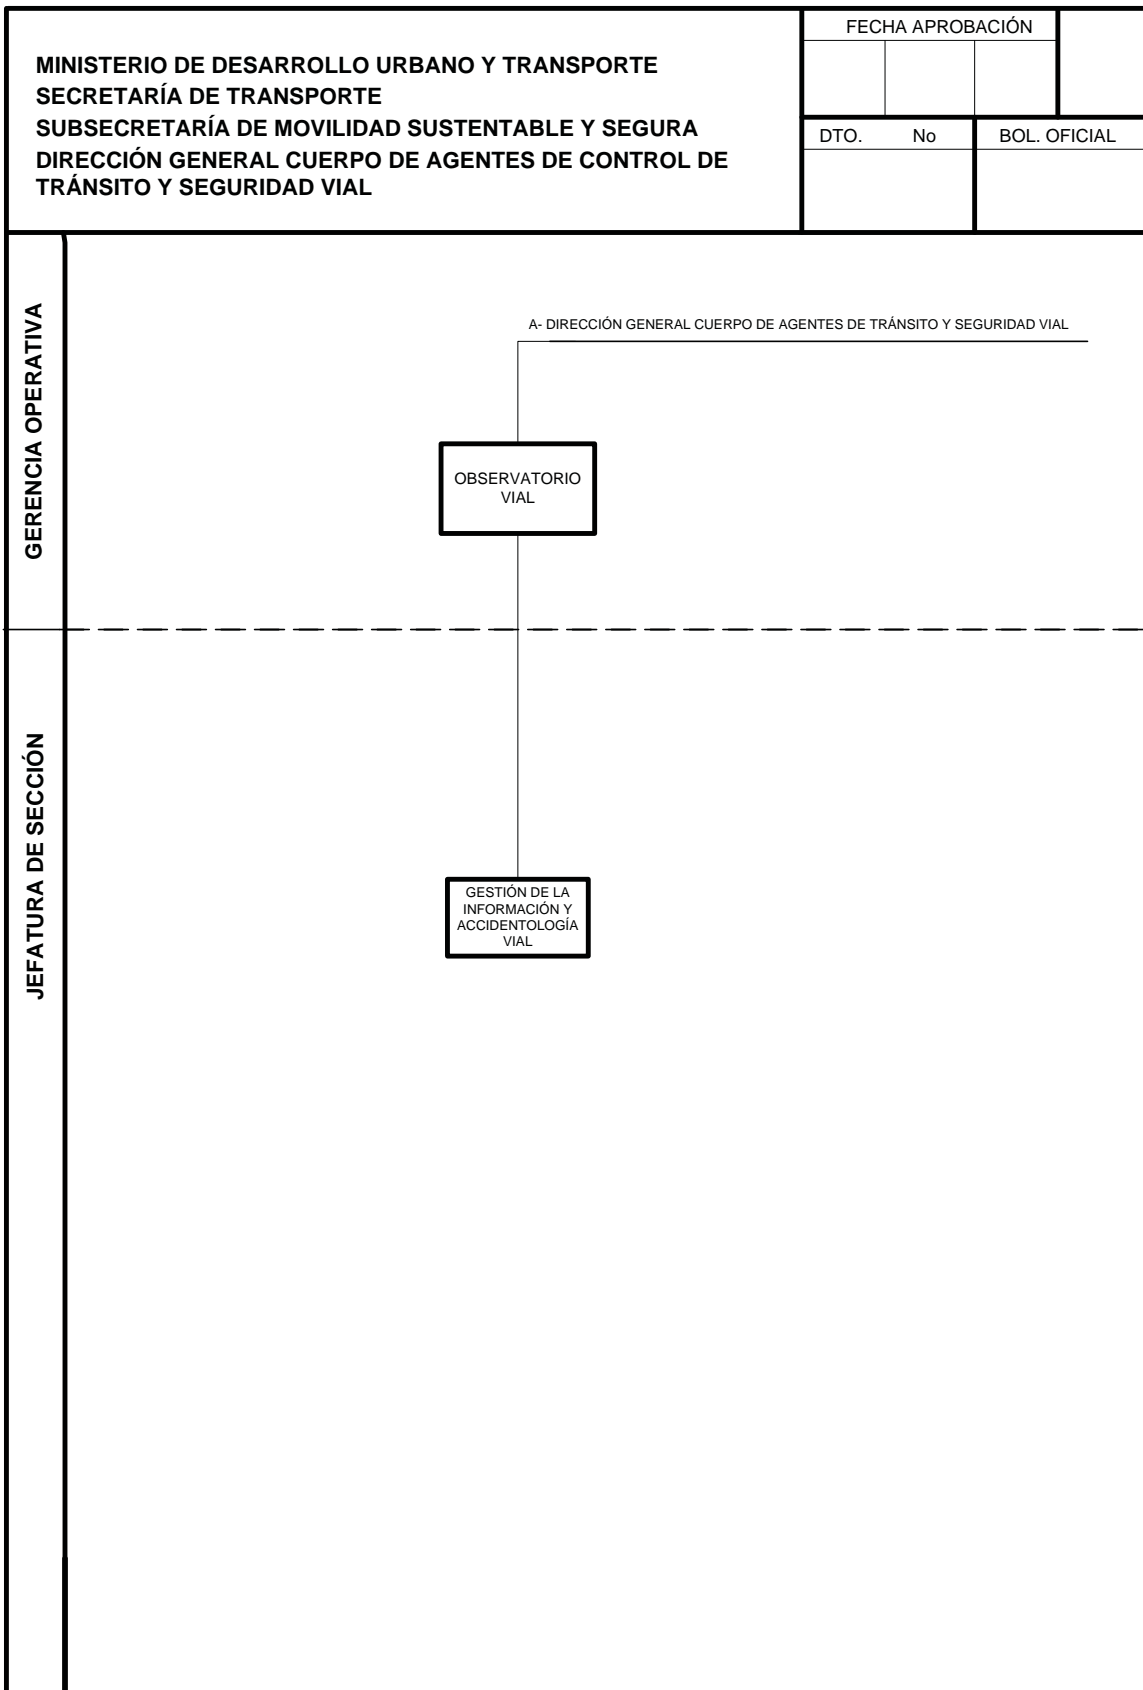 MINISTERIO DE DESARROLLO URBANO Y TRANSPORTE
SECRETARÍA DE TRANSPORTE
SUBSECRETARÍA DE MOVILIDAD SUSTENTABLE Y SEGURA
DIRECCIÓN GENERAL CUERPO DE AGENTES DE CONTROL DE
TRÁNSITO Y SEGURIDAD VIAL
FECHA APROBACIÓN
DTO. No
BOL. OFICIAL
GERENCIA OPERATIVA
A- DIRECCIÓN GENERAL CUERPO DE AGENTES DE TRÁNSITO Y SEGURIDAD VIAL
OBSERVATORIO
VIAL
JEFATURA DE SECCIÓN
GESTIÓN DE LA
INFORMACIÓN Y
ACCIDENTOLOGÍA
VIAL